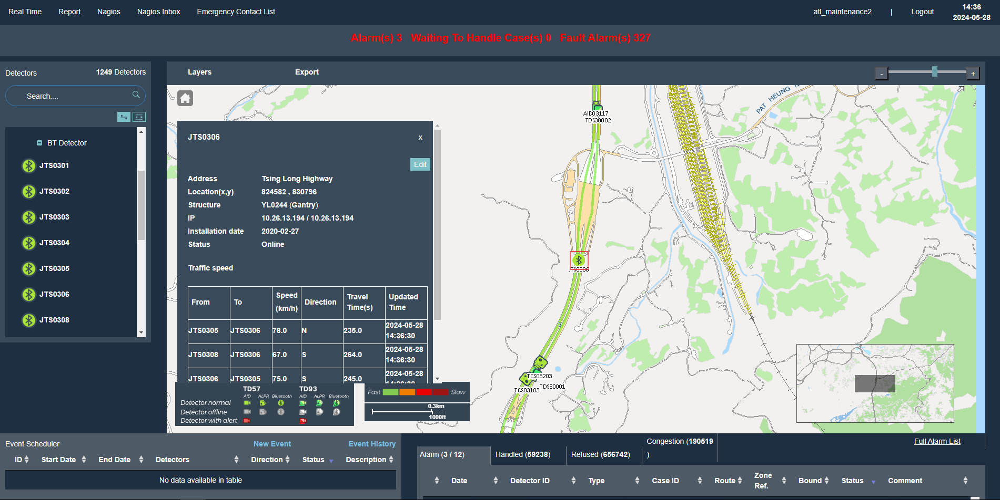 Real Time Report Nagios Nagios Inbox Emergency Contact List atl_maintenance2 | Logout 14:36
2024-05-28
Alarm(s) 3 Waiting To Handle Case(s) 0 Fault Alarm(s) 327
Detectors 1249 Detectors
Search....
BT Detector
JTS0301
JTS0302
JTS0303
JTS0304
JTS0305
JTS0306
JTS0308
Layers Export - +
PAT HEUNG
AID03117
TDS30002
JTS0306
3
TCS03203
TDS30001
TCS03103
JTS0306 x
Edit
Address Tsing Long Highway
Location(x,y) 824582 , 830796
Structure YL0244 (Gantry)
IP 10.26.13.194 / 10.26.13.194
Installation date 2020-02-27
Status Online
Traffic speed
From To Speed (km/h) Direction Travel Time(s) Updated Time
JTS0305 JTS0306 78.0 N 235.0 2024-05-28 14:36:30
JTS0308 JTS0306 67.0 S 264.0 2024-05-28 14:36:30
JTS0306 JTS0305 75.0 S 245.0 2024-05-28
TD57 TD93
AID ALPR Bluetooth AID ALPR Bluetooth
Detector normal
Detector offline
Detector with alert
Fast Slow
0.3km
1000ft
Event Scheduler New Event Event History
ID Start Date End Date Detectors Direction Status Description
No data available in table
Alarm (3 / 12) Handled (59238) Refused (656742) Congestion (190519
)
Full Alarm List
Date Detector ID Type Case ID Route Zone Ref. Bound Status Comment